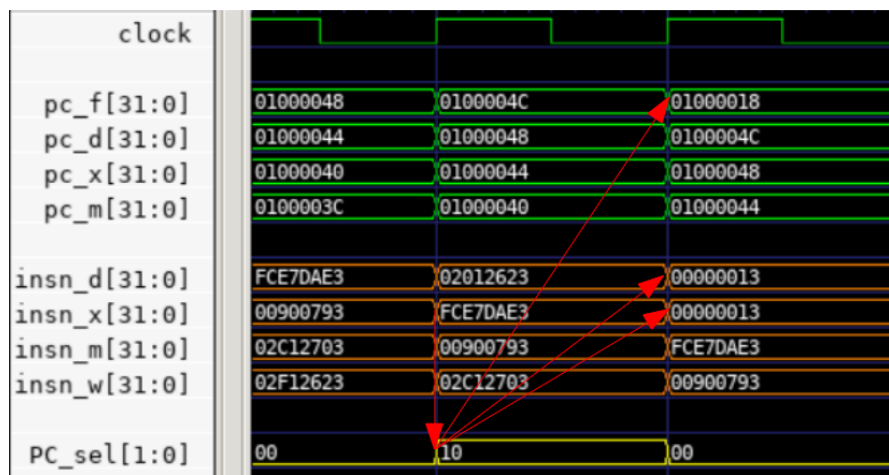 clock
pc_f[31:0] 01000048 0100004C 01000018
pc_d[31:0] 01000044 01000048 0100004C
pc_x[31:0] 01000040 01000044 01000048
pc_m[31:0] 0100003C 01000040 01000044
insn_d[31:0] FCE7DAE3 02012623 00000013
insn_x[31:0] 00900793 FCE7DAE3 00000013
insn_m[31:0] 02C12703 00900793 FCE7DAE3
insn_w[31:0] 02F12623 02C12703 00900793
PC_sel[1:0] 00 10 00